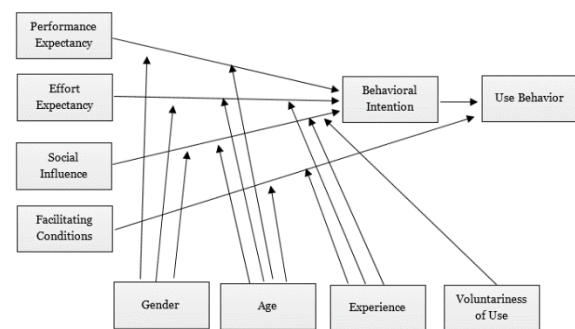 Performance
Expectancy
Effort
Expectancy
Behavioral
Intention
Use Behavior
Social
Influence
Facilitating
Conditions
Gender
Age
Experience
Voluntariness
of Use